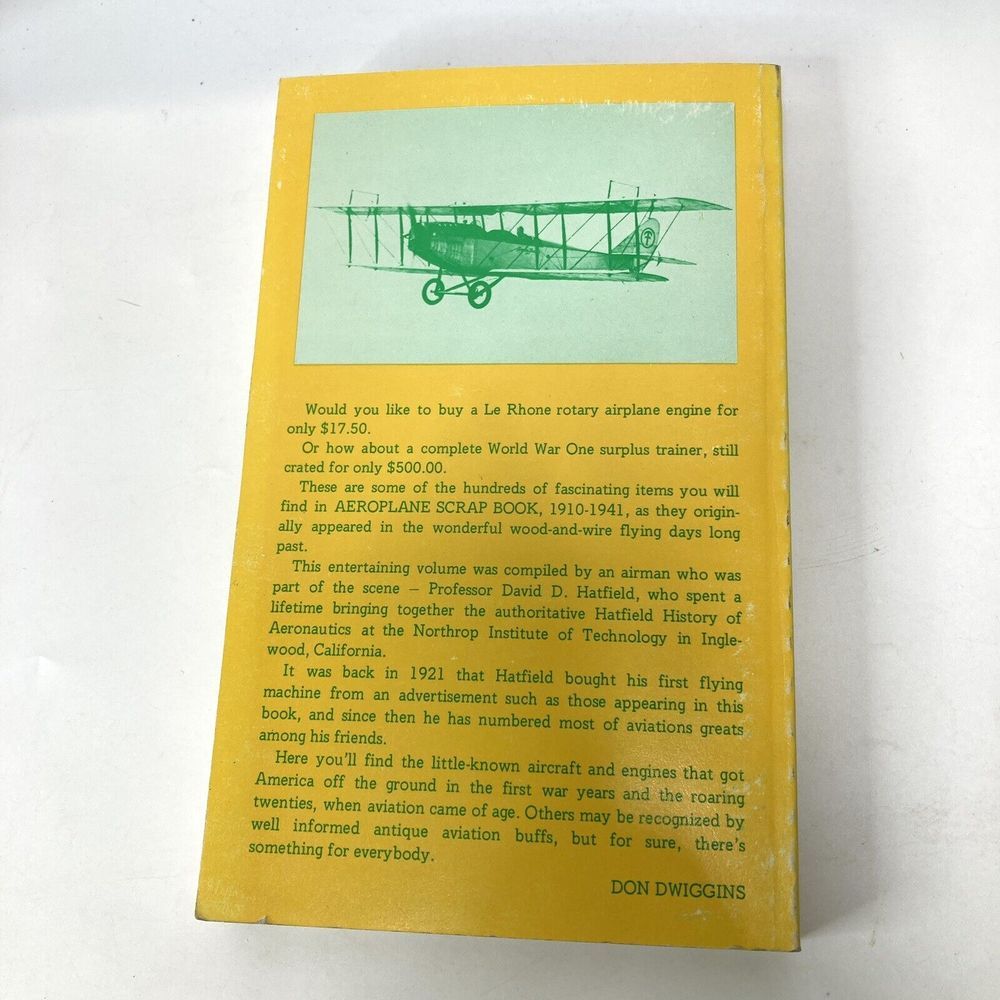 Would you like to buy a Le Rhone rotary airplane engine for
only $17.50.
Or how about a complete World War One surplus trainer, still
crated for only $500.00.
These are some of the hundreds of fascinating items you will
find in AEROPLANE SCRAP BOOK, 1910-1941, as they origin-
ally appeared in the wonderful wood-and-wire flying days long
past.
This entertaining volume was compiled by an airman who was
part of the scene – Professor David D. Hatfield, who spent a
lifetime bringing together the authoritative Hatfield History of
Aeronautics at the Northrop Institute of Technology in Ingle-
wood, California.
It was back in 1921 that Hatfield bought his first flying
machine from an advertisement such as those appearing in this
book, and since then he has numbered most of aviations greats
among his friends.
Here you'll find the little-known aircraft and engines that got
America off the ground in the first war years and the roaring
twenties, when aviation came of age. Others may be recognized by
well informed antique aviation buffs, but for sure, there's
something for everybody.
DON DWIGGINS